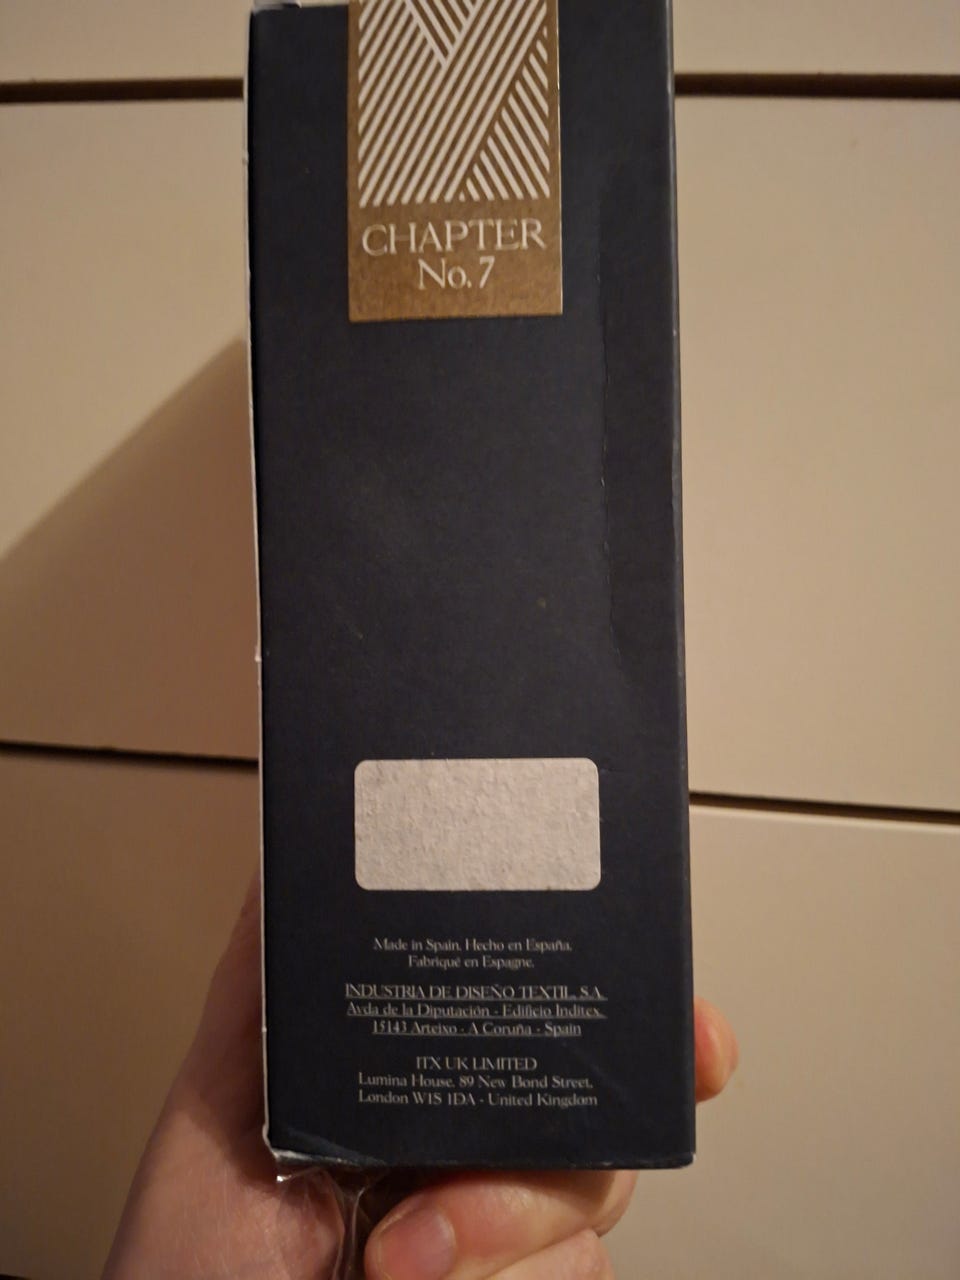 CHAPTER
No. 7
Made in Spain. Hecho en España.
Fabriqué en Espagne.
INDUSTRIA DE DISEÑO TEXTIL, S.A.
Avda de la Diputación - Edificio Inditex.
15143 Arteixo - A Coruña - Spain
ITX UK LIMITED
Lumina House, 89 New Bond Street,
London W1S 1DA - United Kingdom